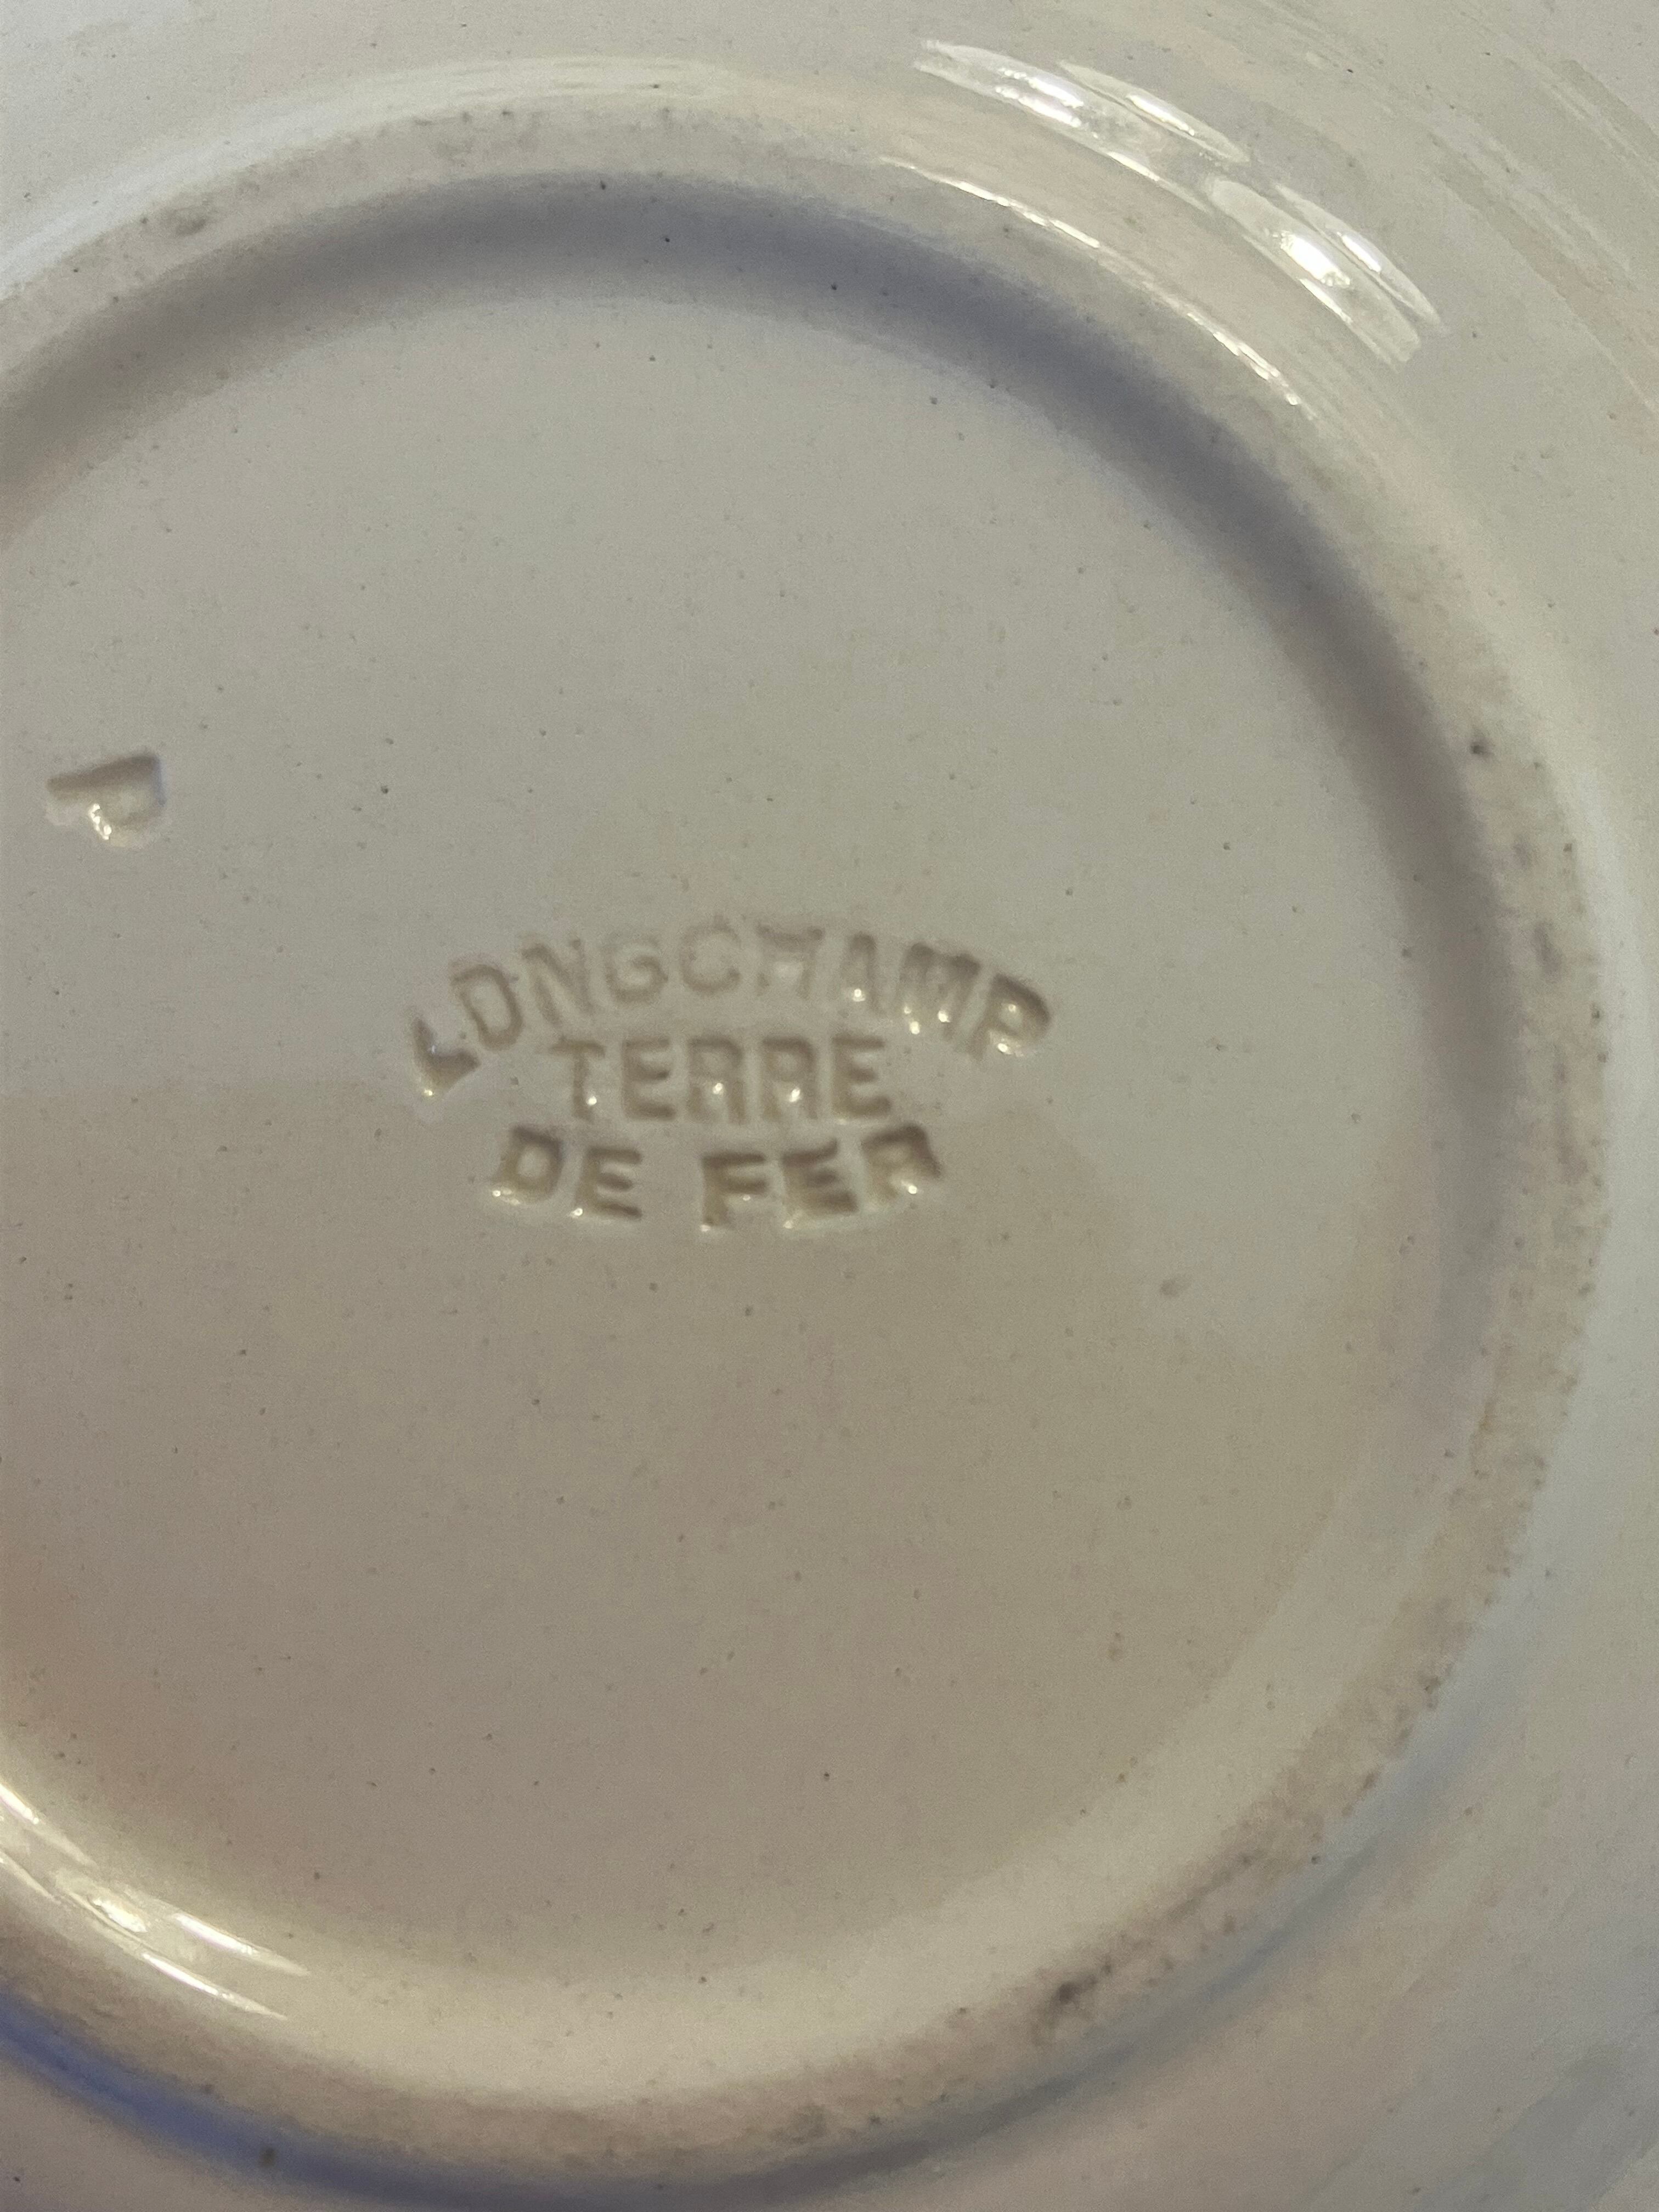 P
LONGCHAMP
TERRE
DE FER